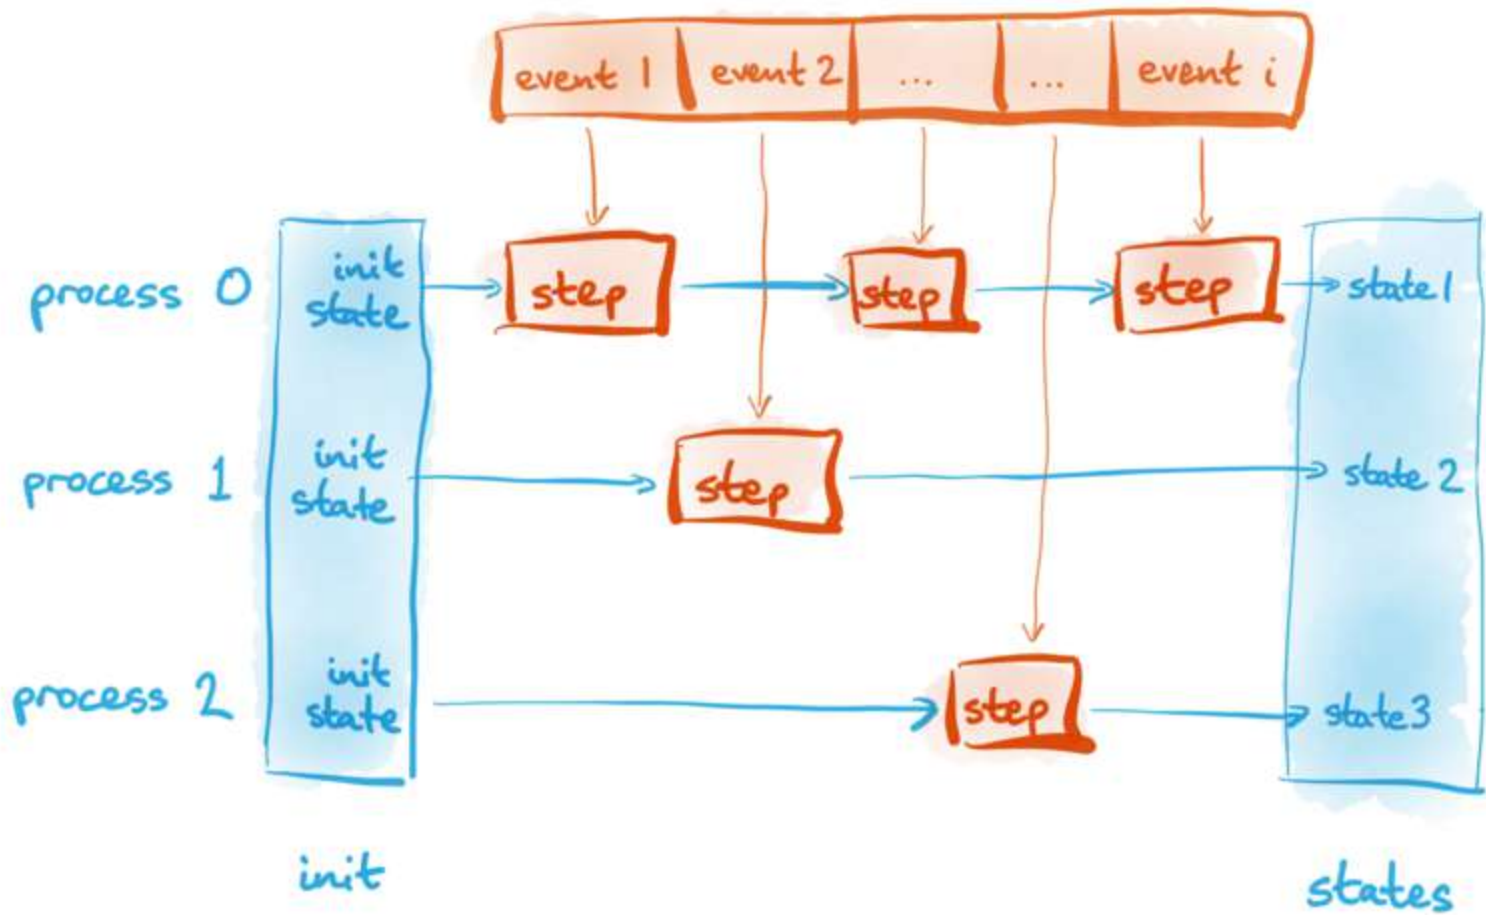 event 1 event 2 ... ... event i
process 0
init
state
step
step
step
state 1
process 1
init
state
step
state 2
process 2
init
state
step
state 3
init
states